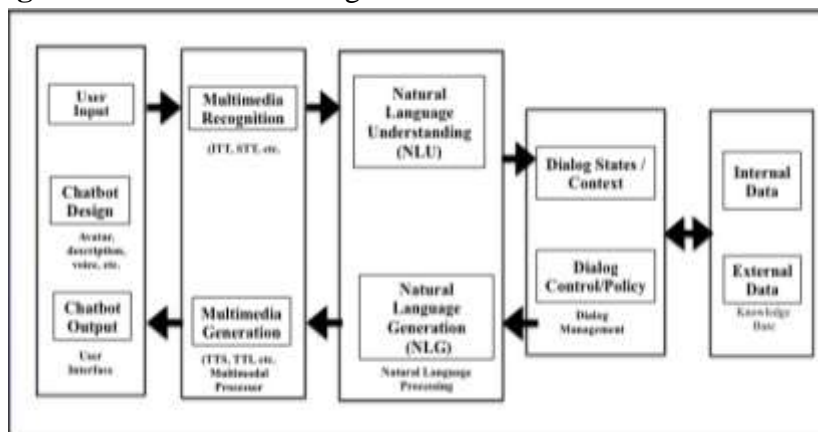 User
Input
Chatbot
Design
Avatar,
description,
voice, etc.
Chatbot
Output
User
Interface
Multimedia
Recognition
(ITT, STT, etc.
Multimedia
Generation
(TTS, TTI, etc.
Multimodal
Processor
Natural
Language
Understanding
(NLU)
Natural
Language
Generation
(NLG)
Natural Language
Processing
Dialog States /
Context
Dialog
Control/Policy
Dialog
Management
Internal
Data
External
Data
Knowledge
Base